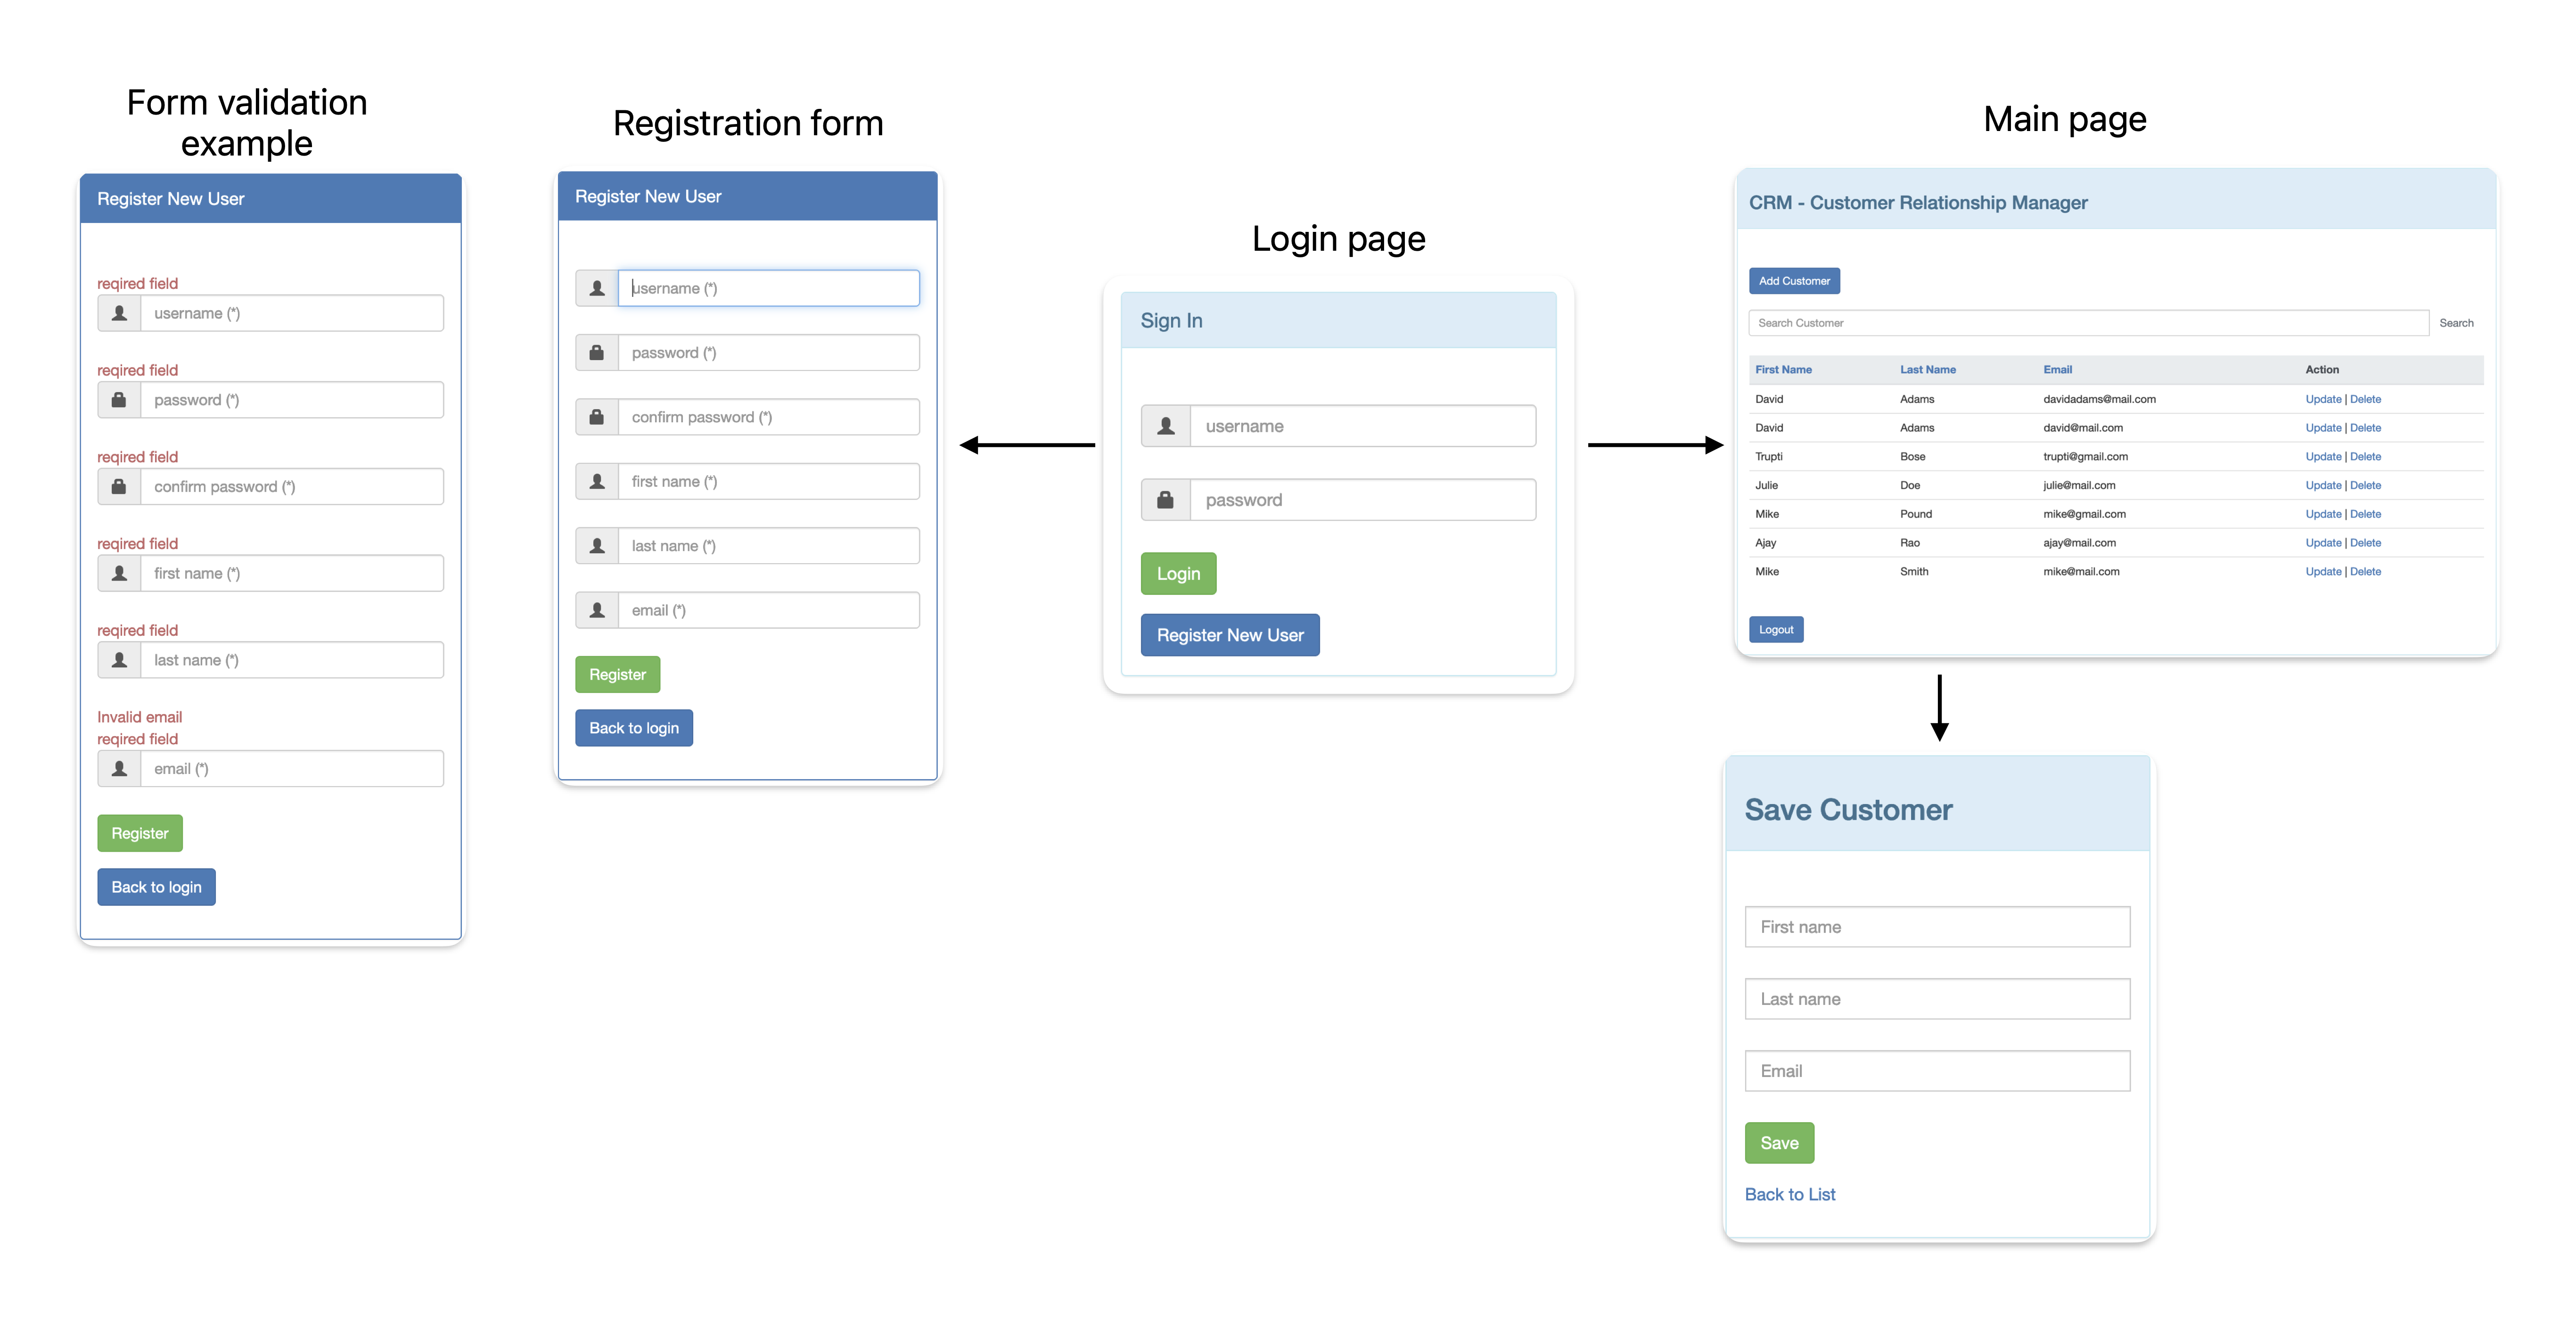 Form validation
example
Register New User
reqired field
username (*)
reqired field
password (*)
reqired field
confirm password (*)
reqired field
first name (*)
reqired field
last name (*)
Invalid email
reqired field
email (*)
Register
Back to login
Registration form
Register New User
username (*)
password (*)
confirm password (*)
first name (*)
last name (*)
email (*)
Register
Back to login
Login page
Sign In
username
password
Login
Register New User
Main page
CRM - Customer Relationship Manager
Add Customer
Search Customer Search
First Name Last Name Email Action
David Adams davidadams@mail.com Update | Delete
David Adams david@mail.com Update | Delete
Trupti Bose trupti@gmail.com Update | Delete
Julie Doe julie@mail.com Update | Delete
Mike Pound mike@gmail.com Update | Delete
Ajay Rao ajay@mail.com Update | Delete
Mike Smith mike@mail.com Update | Delete
Logout
Save Customer
First name
Last name
Email
Save
Back to List